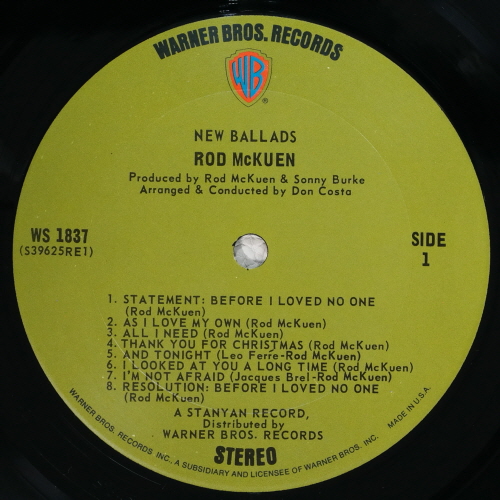 WARNER BROS. RECORDS
WB
®
NEW BALLADS
ROD McKUEN
Produced by Rod McKuen & Sonny Burke
Arranged & Conducted by Don Costa
WS 1837
(S39625RE1)
SIDE
1
1. STATEMENT: BEFORE I LOVED NO ONE
(Rod McKuen)
2. AS I LOVE MY OWN (Rod McKuen)
3. ALL I NEED (Rod McKuen)
4. THANK YOU FOR CHRISTMAS (Rod McKuen)
5. AND TONIGHT (Leo Ferre-Rod McKuen)
6. I LOOKED AT YOU A LONG TIME (Rod McKuen)
7. I'M NOT AFRAID (Jacques Brel-Rod McKuen)
8. RESOLUTION: BEFORE I LOVED NO ONE
(Rod McKuen)
A STANYAN RECORD,
Distributed by
WARNER BROS. RECORDS
STEREO
WARNER BROS. RECORDS INC. A SUBSIDIARY AND LICENSEE OF WARNER BROS. INC. MADE IN U.S.A.